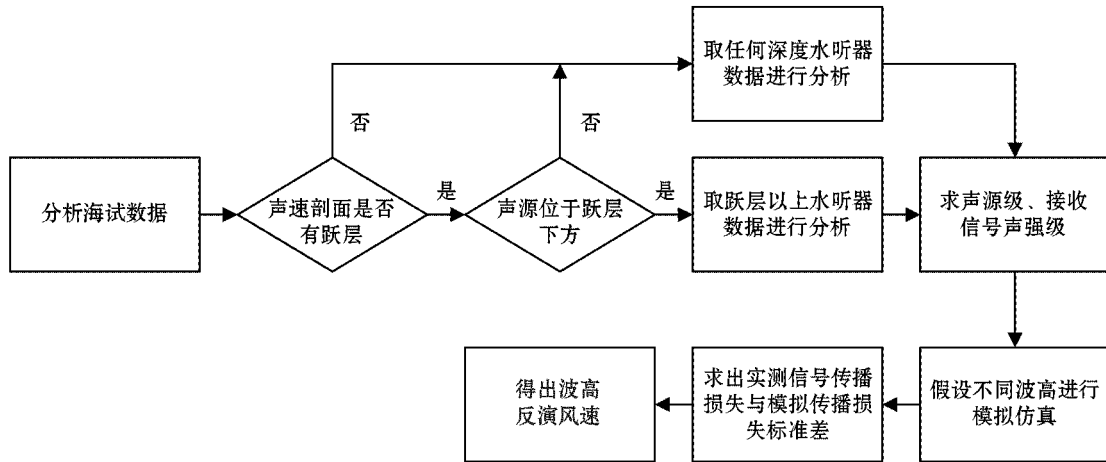 取任何深度水听器
数据进行分析
否
否
分析海试数据
声速剖面是否
有跃层
是
声源位于跃层
下方
是
取跃层以上水听器
数据进行分析
求声源级、接收
信号声强级
得出波高
反演风速
求出实测信号传播
损失与模拟传播损
失标准差
假设不同波高进行
模拟仿真